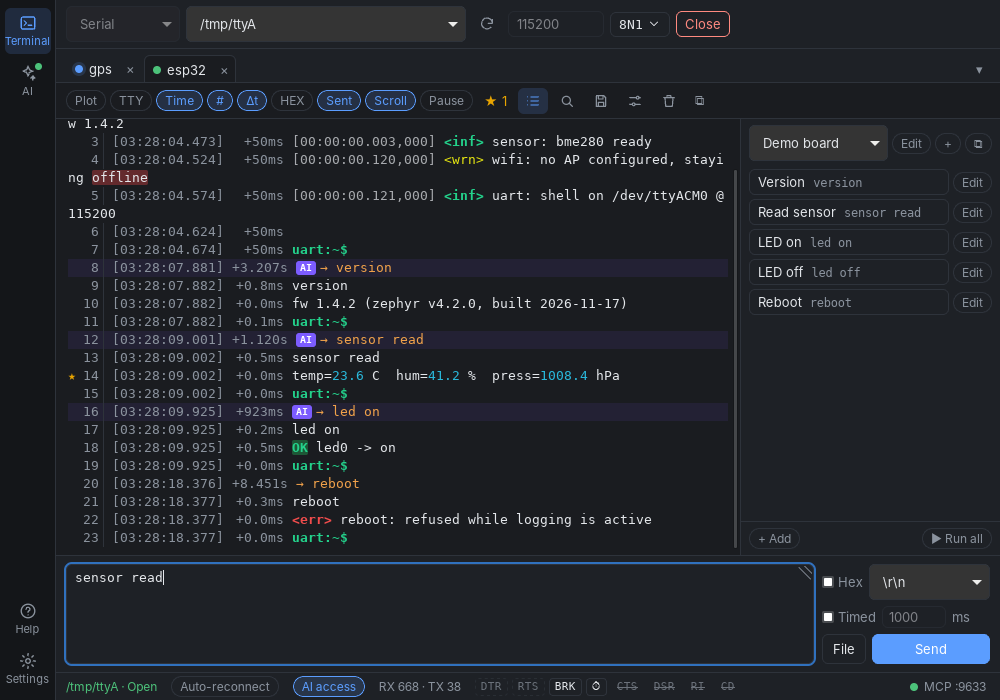 Terminal
AI
Help
Settings
Serial
/tmp/ttyA
115200
8N1
Close
gps ×
esp32 ×
Plot TTY Time # Δt HEX Sent Scroll Pause ★ 1
w 1.4.2
3 [03:28:04.473] +50ms [00:00:00.003,000] <inf> sensor: bme280 ready
4 [03:28:04.524] +50ms [00:00:00.120,000] <wrn> wifi: no AP configured, stayi
ng offline
5 [03:28:04.574] +50ms [00:00:00.121,000] <inf> uart: shell on /dev/ttyACM0 @
115200
6 [03:28:04.624] +50ms
7 [03:28:04.674] +50ms uart:~$
8 [03:28:07.881] +3.207s AI → version
9 [03:28:07.882] +0.8ms version
10 [03:28:07.882] +0.0ms fw 1.4.2 (zephyr v4.2.0, built 2026-11-17)
11 [03:28:07.882] +0.1ms uart:~$
12 [03:28:09.001] +1.120s AI → sensor read
13 [03:28:09.002] +0.5ms sensor read
★ 14 [03:28:09.002] +0.0ms temp=23.6 C hum=41.2 % press=1008.4 hPa
15 [03:28:09.002] +0.0ms uart:~$
16 [03:28:09.925] +923ms AI → led on
17 [03:28:09.925] +0.2ms led on
18 [03:28:09.925] +0.5ms OK led0 -> on
19 [03:28:09.925] +0.0ms uart:~$
20 [03:28:18.376] +8.451s → reboot
21 [03:28:18.377] +0.3ms reboot
22 [03:28:18.377] +0.0ms <err> reboot: refused while logging is active
23 [03:28:18.377] +0.0ms uart:~$
Demo board Edit +
Version version Edit
Read sensor sensor read Edit
LED on led on Edit
LED off led off Edit
Reboot reboot Edit
+ Add ▶ Run all
sensor read
Hex \r\n
Timed 1000 ms
File Send
/tmp/ttyA · Open Auto-reconnect AI access RX 668 · TX 38 DTR RTS BRK CTS DSR RI CD MCP :9633